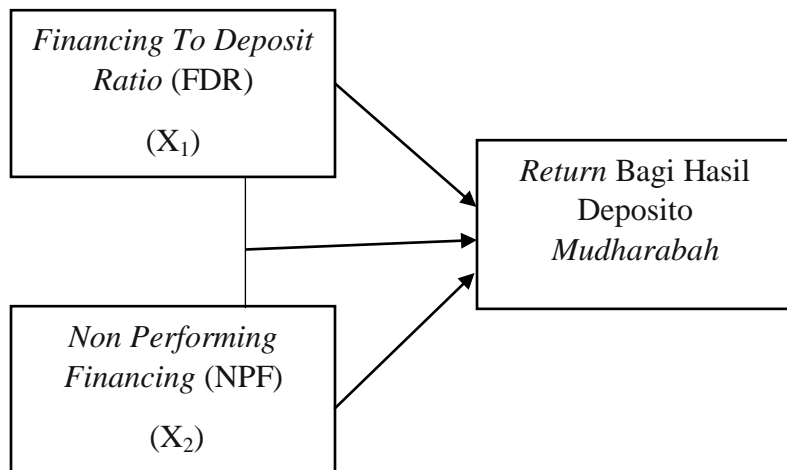 Financing To Deposit
Ratio (FDR)
(X₁)
Return Bagi Hasil
Deposito
Mudharabah
Non Performing
Financing (NPF)
(X₂)